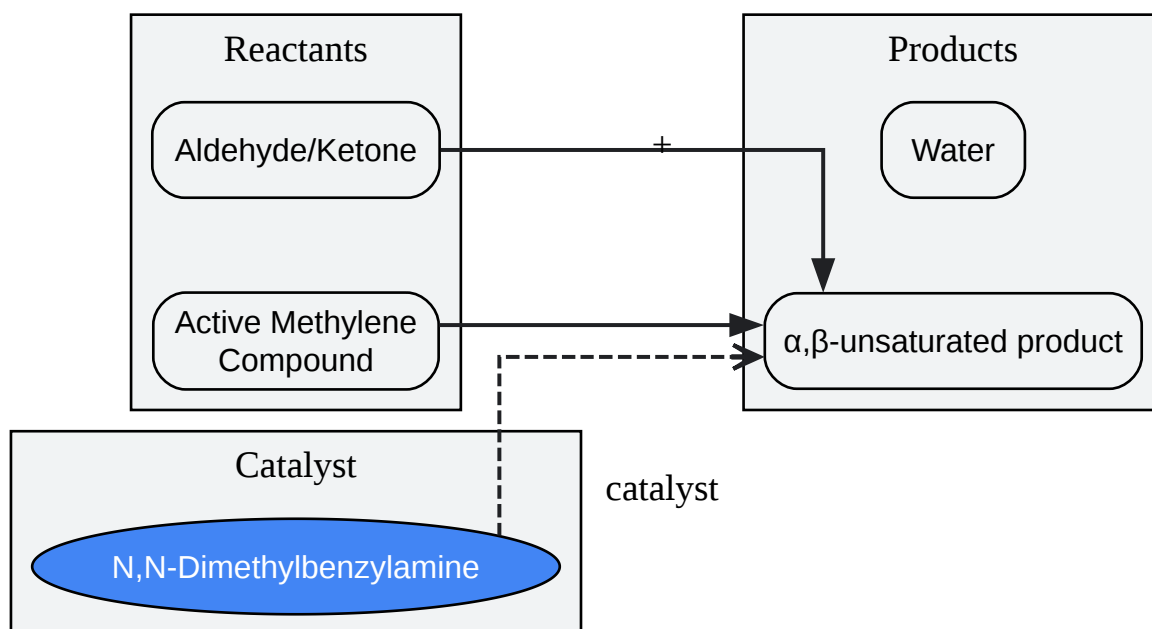 Reactants
Products
Aldehyde/Ketone
+
Water
Active Methylene
Compound
α,β-unsaturated product
Catalyst
catalyst
N,N-Dimethylbenzylamine